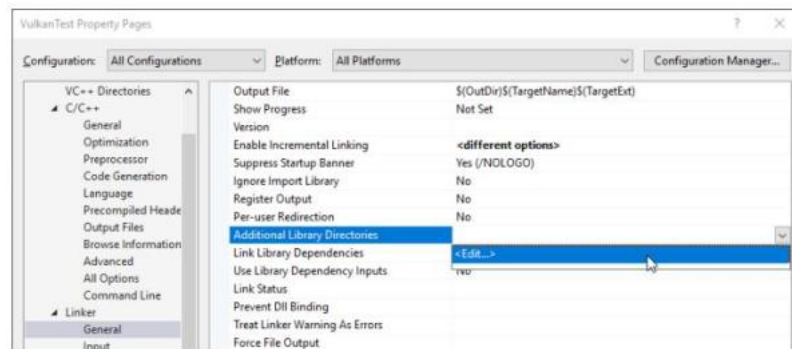 VulkanTest Property Pages
Configuration: All Configurations Platform: All Platforms Configuration Manager...
VC++ Directories
C/C++
General
Optimization
Preprocessor
Code Generation
Language
Precompiled Heade
Output Files
Browse Information
Advanced
All Options
Command Line
Linker
General
Input
Output File $(OutDir)$(TargetName)$(TargetExt)
Show Progress Not Set
Version
Enable Incremental Linking <different options>
Suppress Startup Banner Yes (/NOLOGO)
Ignore Import Library No
Register Output No
Per-user Redirection No
Additional Library Directories
Link Library Dependencies <Edit...>
Use Library Dependency Inputs No
Link Status
Prevent Dll Binding
Treat Linker Warning As Errors
Force File Output